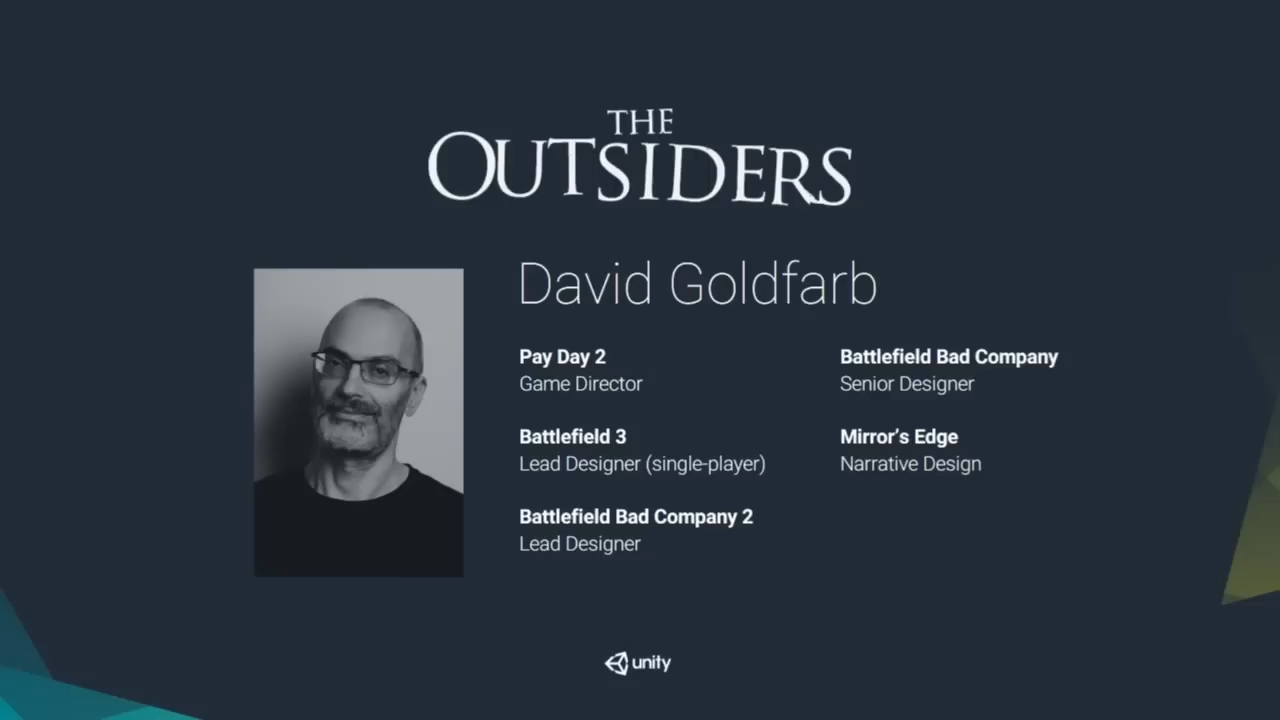 THE
OUTSIDERS
David Goldfarb
Pay Day 2
Game Director
Battlefield 3
Lead Designer (single-player)
Battlefield Bad Company 2
Lead Designer
Battlefield Bad Company
Senior Designer
Mirror's Edge
Narrative Design
unity